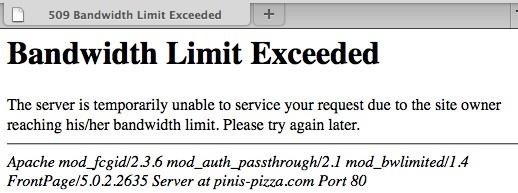 509 Bandwidth Limit Exceeded
Bandwidth Limit Exceeded
The server is temporarily unable to service your request due to the site owner
reaching his/her bandwidth limit. Please try again later.
Apache mod_fcgid/2.3.6 mod_auth_passthrough/2.1 mod_bwlimited/1.4
FrontPage/5.0.2.2635 Server at pinis-pizza.com Port 80